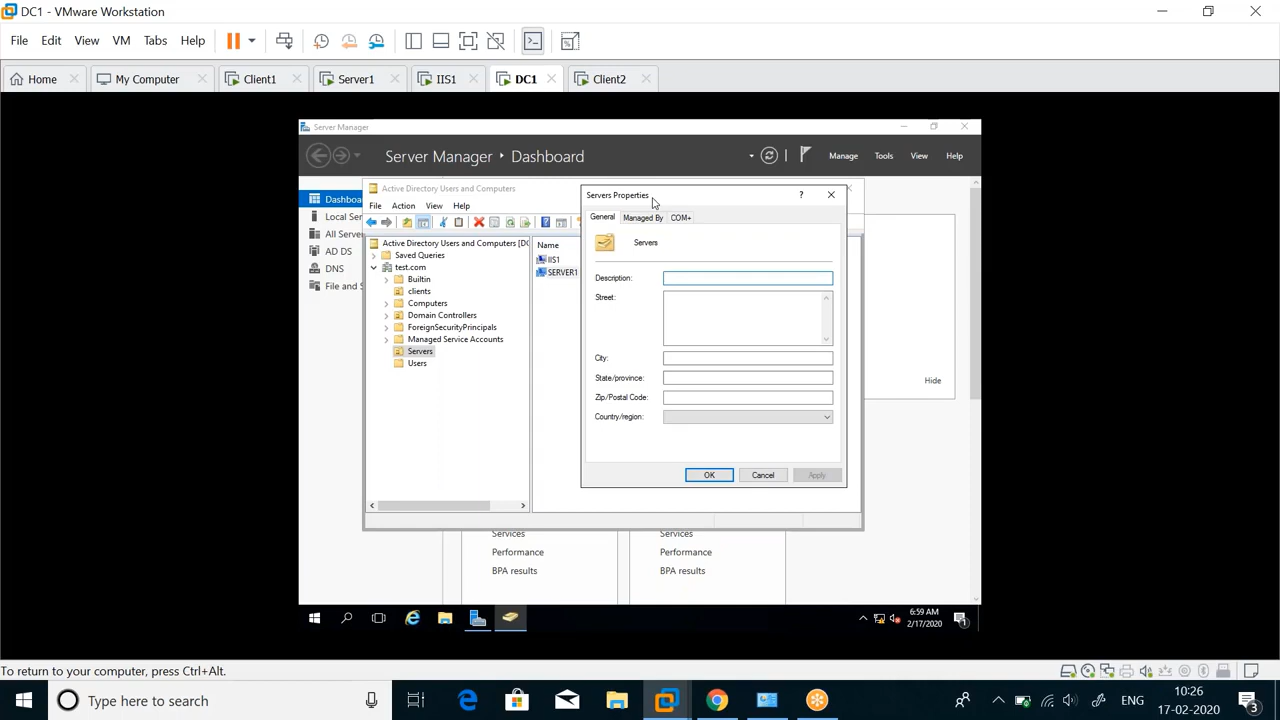 DC1 - VMware Workstation
File Edit View VM Tabs Help
Home My Computer Client1 Server1 IIS1 DC1 Client2
Server Manager
Server Manager • Dashboard
Manage Tools View Help
Dashboa
Local Ser
All Server
AD DS
DNS
File and S
Active Directory Users and Computers
File Action View Help
Active Directory Users and Computers [DC
Saved Queries
test.com
Builtin
clients
Computers
Domain Controllers
ForeignSecurityPrincipals
Managed Service Accounts
Servers
Users
Name
IIS1
SERVER1
Servers Properties
? 
General Managed By COM+
Servers
Description:
Street:
City:
State/province:
Zip/Postal Code:
Country/region:
OK Cancel Apply
Hide
Services Services
Performance Performance
BPA results BPA results
6:59 AM
2/17/2020
1
To return to your computer, press Ctrl+Alt.
Type here to search
ENG
10:26
17-02-2020
3